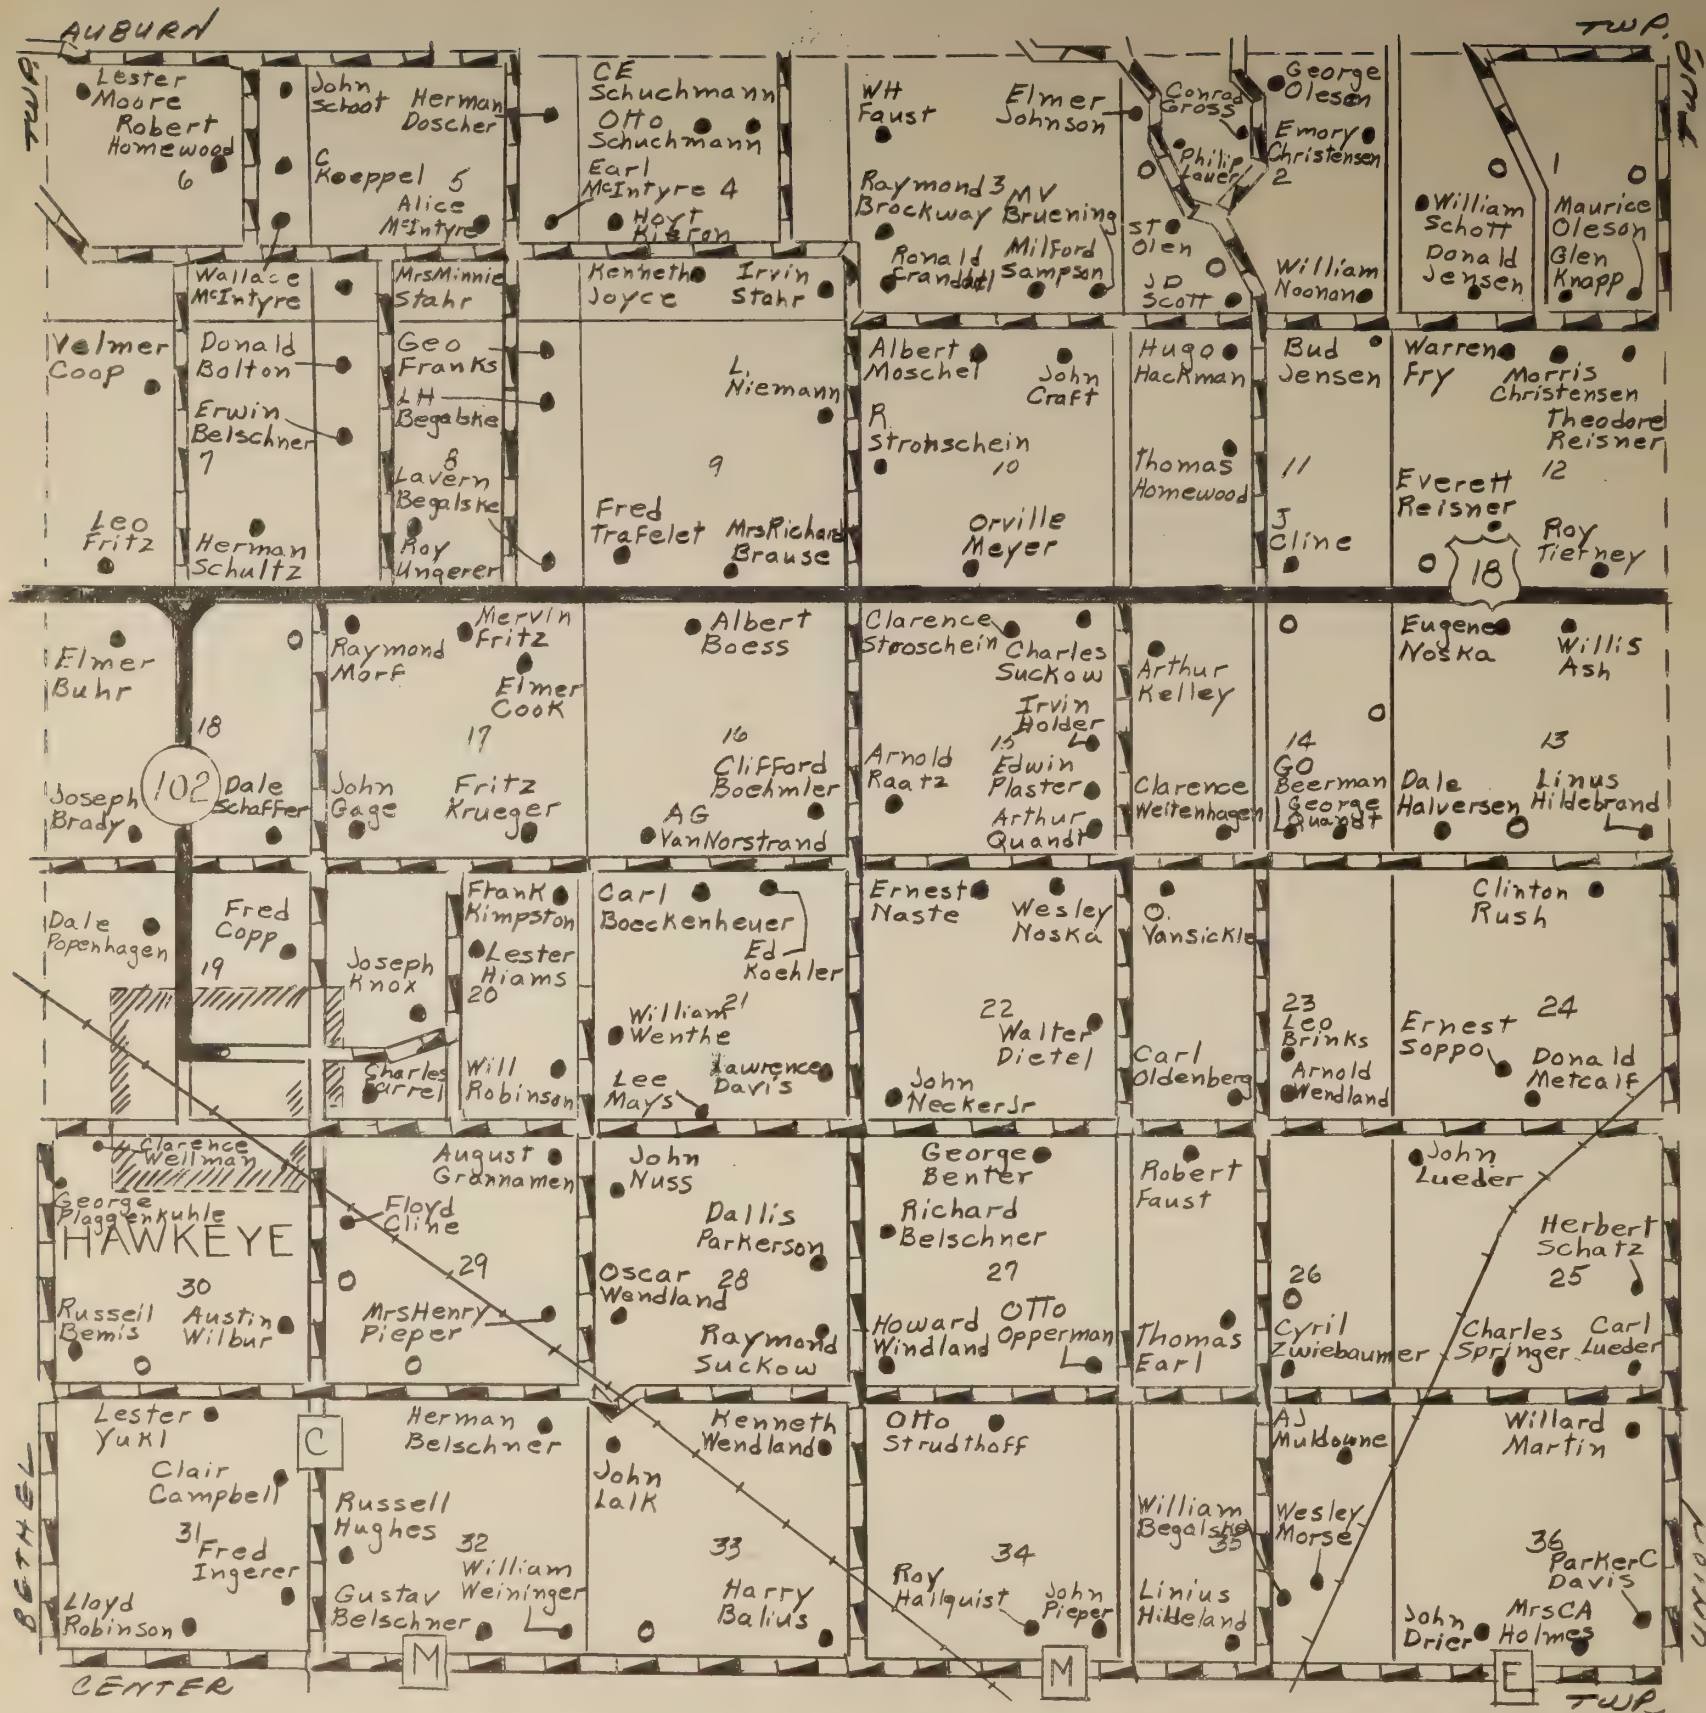 AUBURN
TWP.
TWP.
Lester
Moore
Robert
Homewood
6
John
Schoot
Herman
Doscher
C
Koeppel
5
Alice
McIntyre
CE
Schuchmann
Otto
Schuchmann
Earl
McIntyre
4
Hoyt
Kieron
WH
Faust
Elmer
Johnson
Raymond
Brockway
3
MV
Bruening
Ronald
Frandatl
Milford
Sampson
Conrad
Gross
Philip
Lauer
ST
Olen
JD
Scott
George
Olesen
Emory
Christensen
2
William
Noonan
William
Schott
Donald
Jensen
1
Maurice
Oleson
Glen
Knapp
Wallace
McIntyre
Mrs Minnie
Stahr
Kenneth
Joyce
Irvin
Stahr
Velmer
Coop
Donald
Bolton
Erwin
Belschner
7
Leo
Fritz
Herman
Schultz
Geo
Franks
LH
Begalske
8
Lavern
Begalske
Roy
Ungerer
L.
Niemann
9
Fred
Trafelet
Mrs Richard
Brause
Albert
Moschel
John
Craft
R
Strohschein
10
Orville
Meyer
Hugo
Hackman
Thomas
Homewood
Bud
Jensen
11
J
Cline
Warren
Fry
Morris
Christensen
Theodore
Reisner
12
Everett
Reisner
Roy
Tierney
18
Elmer
Buhr
18
Joseph
Brady
102
Dale
Schaffer
Raymond
Morf
Mervin
Fritz
Elmer
Cook
17
John
Gage
Fritz
Krueger
Albert
Boess
16
Clifford
Boehmler
AG
VanNorstrand
Clarence
Strooschein
Charles
Suckow
Irvin
Holder
15
Arnold
Raatz
Edwin
Plaster
Arthur
Quandt
Arthur
Kelley
Clarence
Weitenhagen
14
GO
Beerman
George
Quandt
Eugene
Noska
Willis
Ash
13
Dale
Halversen
Linus
Hildebrand
Dale
Popenhagen
Fred
Copp
19
Joseph
Knox
Frank
Kimpston
Lester
Hiams
20
Charles
Farrel
Will
Robinson
Carl
Boeckenheuer
Ed
Koehler
21
William
Wenthe
Lee
Mays
Lawrence
Davis
Ernest
Naste
Wesley
Noska
22
Walter
Dietel
John
Necker Jr
O.
VanSickle
Carl
Oldenberg
23
Leo
Brinks
Arnold
Wendland
Clinton
Rush
24
Ernest
Soppo
Donald
Metcalf
Clarence
Wellman
George
Plaggenkuhle
HAWKEYE
30
Russell
Bemis
Austin
Wilbur
August
Grannamen
Floyd
Cline
29
Mrs Henry
Pieper
John
Nuss
Dallis
Parkerson
Oscar
Wendland
28
Raymond
Suckow
George
Benter
Richard
Belschner
27
Howard
Windland
Otto
Opperman
Robert
Faust
Thomas
Earl
26
Cyril
Zwiebaumer
John
Lueder
Herbert
Schatz
25
Charles
Springer
Carl
Lueder
Lester
Yukl
Clair
Campbell
31
Fred
Ingerer
Lloyd
Robinson
C
Herman
Belschner
Russell
Hughes
32
William
Weininger
Gustav
Belschner
Kenneth
Wendland
John
Lalk
33
Harry
Balius
Otto
Strudthoff
34
Roy
Hallquist
John
Pieper
William
Begalske
35
Linius
Hildeland
AJ
Muldowne
Wesley
Morse
Willard
Martin
36
Parker C
Davis
Mrs CA
Holmes
John
Drier
BETHEL
M
M
E
CENTER
TWP.